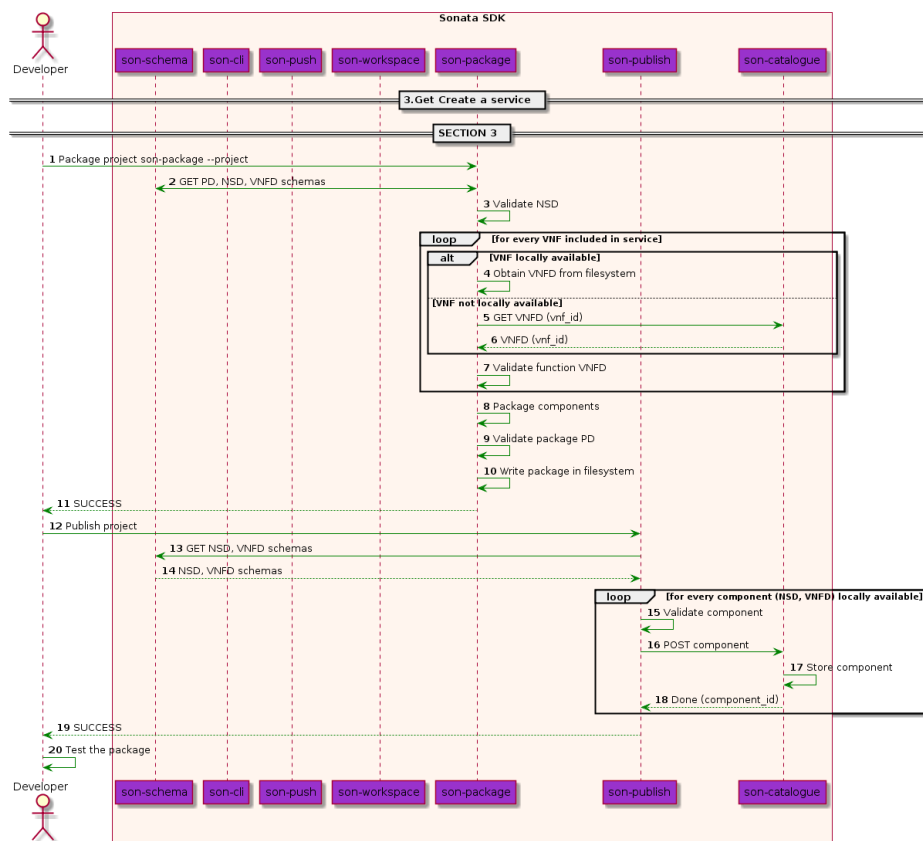 Sonata SDK
Developer
son-schema
son-cli
son-push
son-workspace
son-package
son-publish
son-catalogue
3.Get Create a service
SECTION 3
1 Package project son-package --project
2 GET PD, NSD, VNFD schemas
3 Validate NSD
loop [for every VNF included in service]
alt [VNF locally available]
4 Obtain VNFD from filesystem
[VNF not locally available]
5 GET VNFD (vnf_id)
6 VNFD (vnf_id)
7 Validate function VNFD
8 Package components
9 Validate package PD
10 Write package in filesystem
11 SUCCESS
12 Publish project
13 GET NSD, VNFD schemas
14 NSD, VNFD schemas
loop [for every component (NSD, VNFD) locally available]
15 Validate component
16 POST component
17 Store component
18 Done (component_id)
19 SUCCESS
20 Test the package
Developer
son-schema
son-cli
son-push
son-workspace
son-package
son-publish
son-catalogue